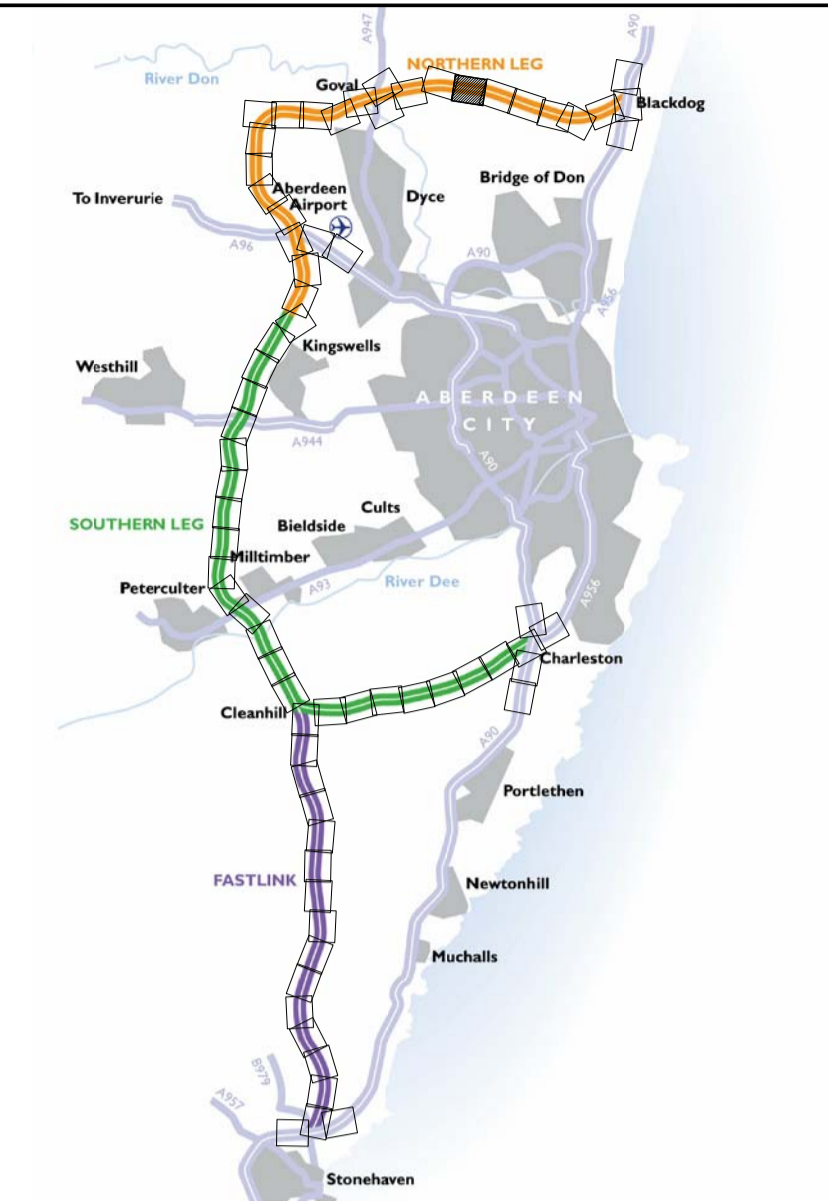 A947
A90
NORTHERN LEG
River Don
Goval
Blackdog
Bridge of Don
Aberdeen
Airport
To Inverurie
Dyce
A96
A90
A956
Kingswells
Westhill
ABERDEEN
CITY
A944
A90
Cults
SOUTHERN LEG
Bieldside
Milltimber
River Dee
Peterculter
A93
A956
Charleston
Cleanhill
A90
Portlethen
FASTLINK
Newtonhill
Muchalls
B979
A957
Stonehaven